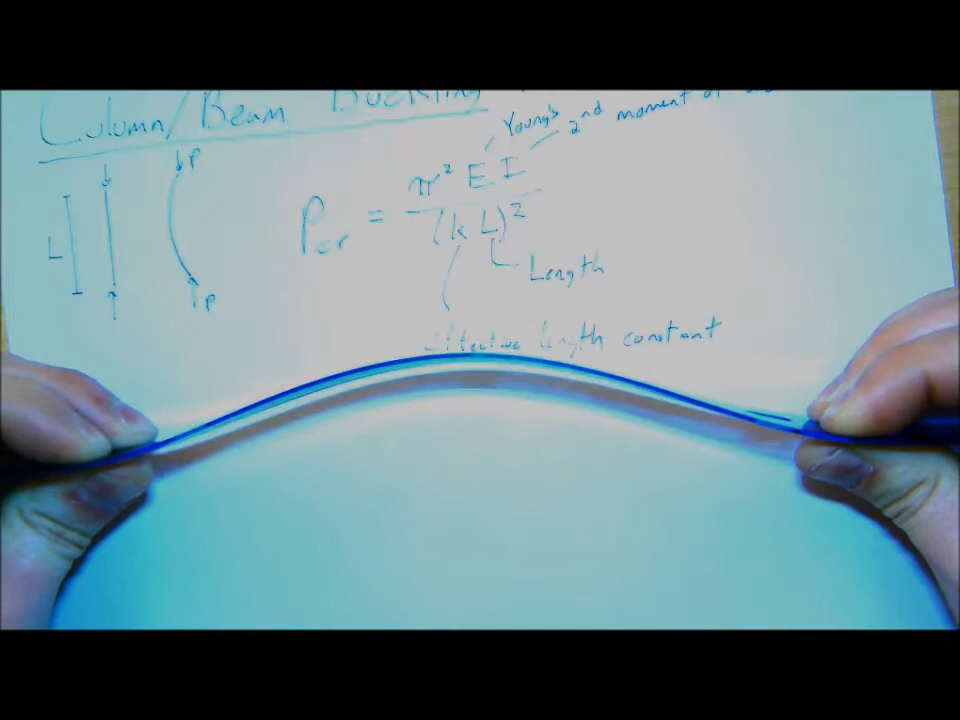 Column/Beam Buckling
Young's
2nd moment of
P
L
P
Pcr = π² E I / (k L)²
Length
effective length constant